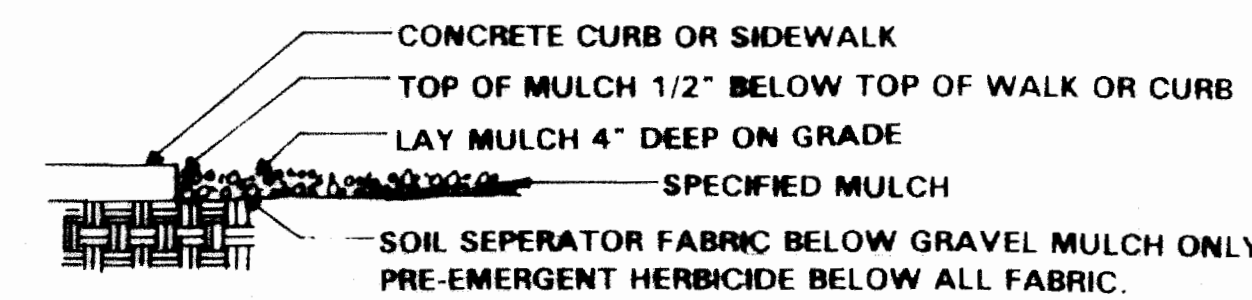 CONCRETE CURB OR SIDEWALK
TOP OF MULCH 1/2" BELOW TOP OF WALK OR CURB
LAY MULCH 4" DEEP ON GRADE
SPECIFIED MULCH
SOIL SEPERATOR FABRIC BELOW GRAVEL MULCH ONLY
PRE-EMERGENT HERBICIDE BELOW ALL FABRIC.